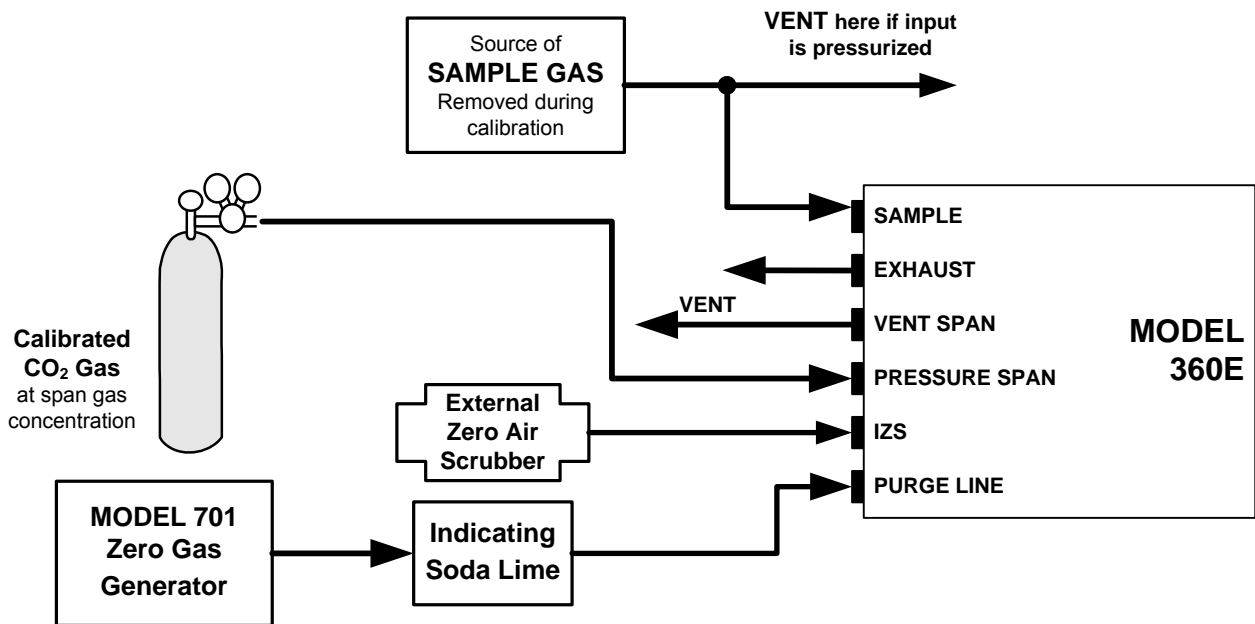 Source of
SAMPLE GAS
Removed during
calibration
VENT here if input
is pressurized
Calibrated
CO₂ Gas
at span gas
concentration
MODEL 701
Zero Gas
Generator
External
Zero Air
Scrubber
Indicating
Soda Lime
VENT
SAMPLE
EXHAUST
VENT SPAN
PRESSURE SPAN
IZS
PURGE LINE
MODEL
360E